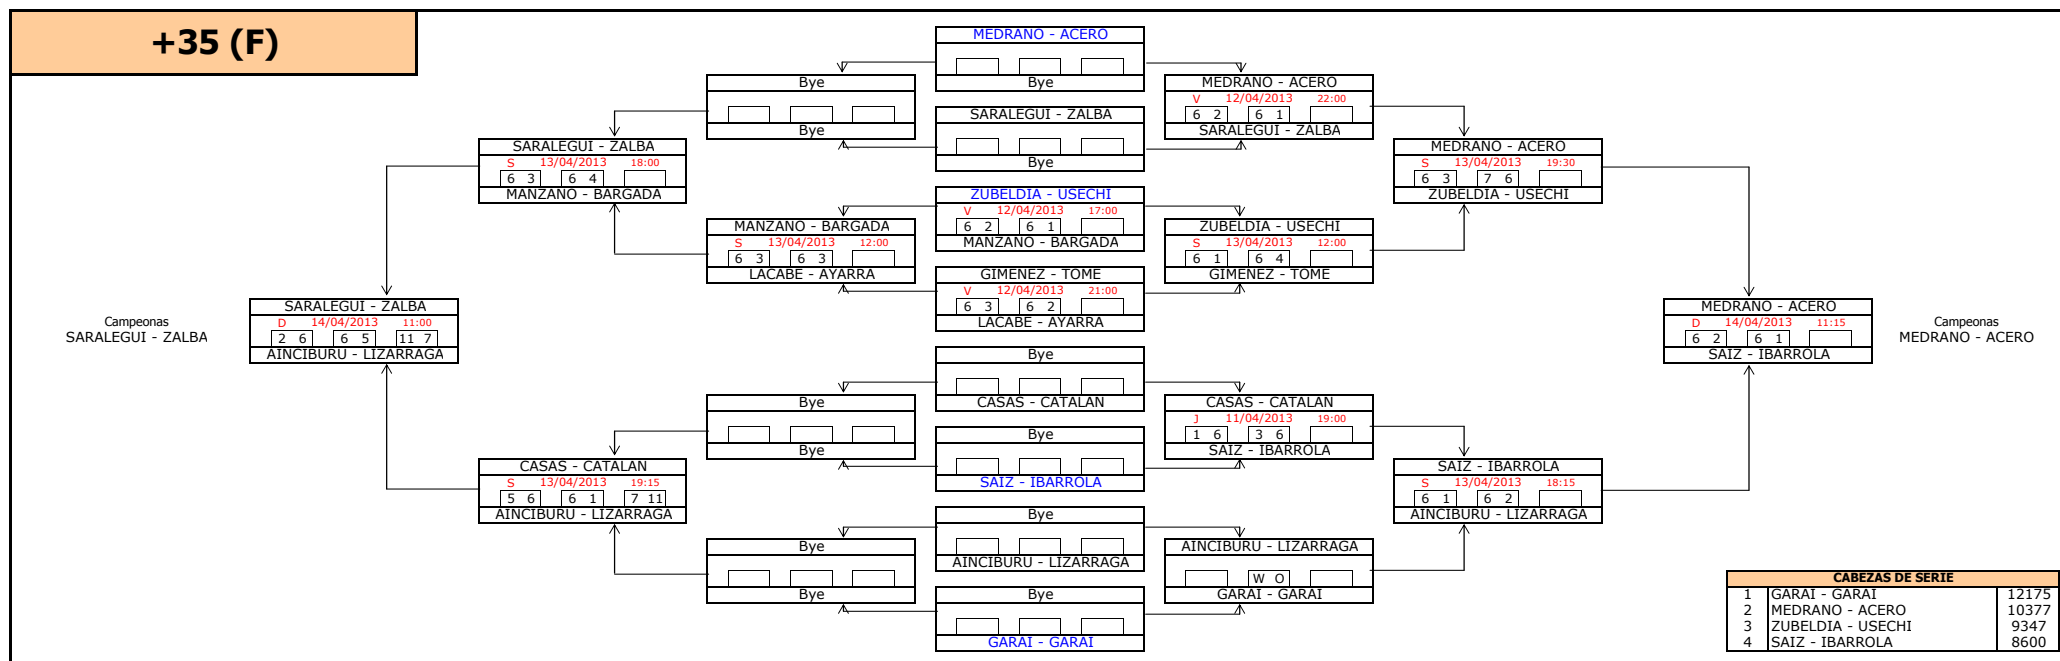 +35 (F)
MEDRANO - ACERO
Bye
SARALEGUI - ZALBA
Bye
ZUBELDIA - USECHI
V 12/04/2013 17:00
6 2 6 1
MANZANO - BARGADA
GIMENEZ - TOME
V 12/04/2013 21:00
6 3 6 2
LACABE - AYARRA
Bye
CASAS - CATALAN
Bye
SAIZ - IBARROLA
Bye
AINCIBURU - LIZARRAGA
Bye
GARAI - GARAI
Bye
Bye
MANZANO - BARGADA
S 13/04/2013 12:00
6 3 6 3
LACABE - AYARRA
Bye
Bye
Bye
Bye
SARALEGUI - ZALBA
S 13/04/2013 18:00
6 3 6 4
MANZANO - BARGADA
CASAS - CATALAN
S 13/04/2013 19:15
5 6 6 1 7 11
AINCIBURU - LIZARRAGA
SARALEGUI - ZALBA
D 14/04/2013 11:00
2 6 6 5 11 7
AINCIBURU - LIZARRAGA
Campeonas
SARALEGUI - ZALBA
MEDRANO - ACERO
V 12/04/2013 22:00
6 2 6 1
SARALEGUI - ZALBA
ZUBELDIA - USECHI
S 13/04/2013 12:00
6 1 6 4
GIMENEZ - TOME
CASAS - CATALAN
J 11/04/2013 19:00
1 6 3 6
SAIZ - IBARROLA
AINCIBURU - LIZARRAGA
W O
GARAI - GARAI
MEDRANO - ACERO
S 13/04/2013 19:30
6 3 7 6
ZUBELDIA - USECHI
SAIZ - IBARROLA
S 13/04/2013 18:15
6 1 6 2
AINCIBURU - LIZARRAGA
MEDRANO - ACERO
D 14/04/2013 11:15
6 2 6 1
SAIZ - IBARROLA
Campeonas
MEDRANO - ACERO
CABEZAS DE SERIE
1 GARAI - GARAI 12175
2 MEDRANO - ACERO 10377
3 ZUBELDIA - USECHI 9347
4 SAIZ - IBARROLA 8600